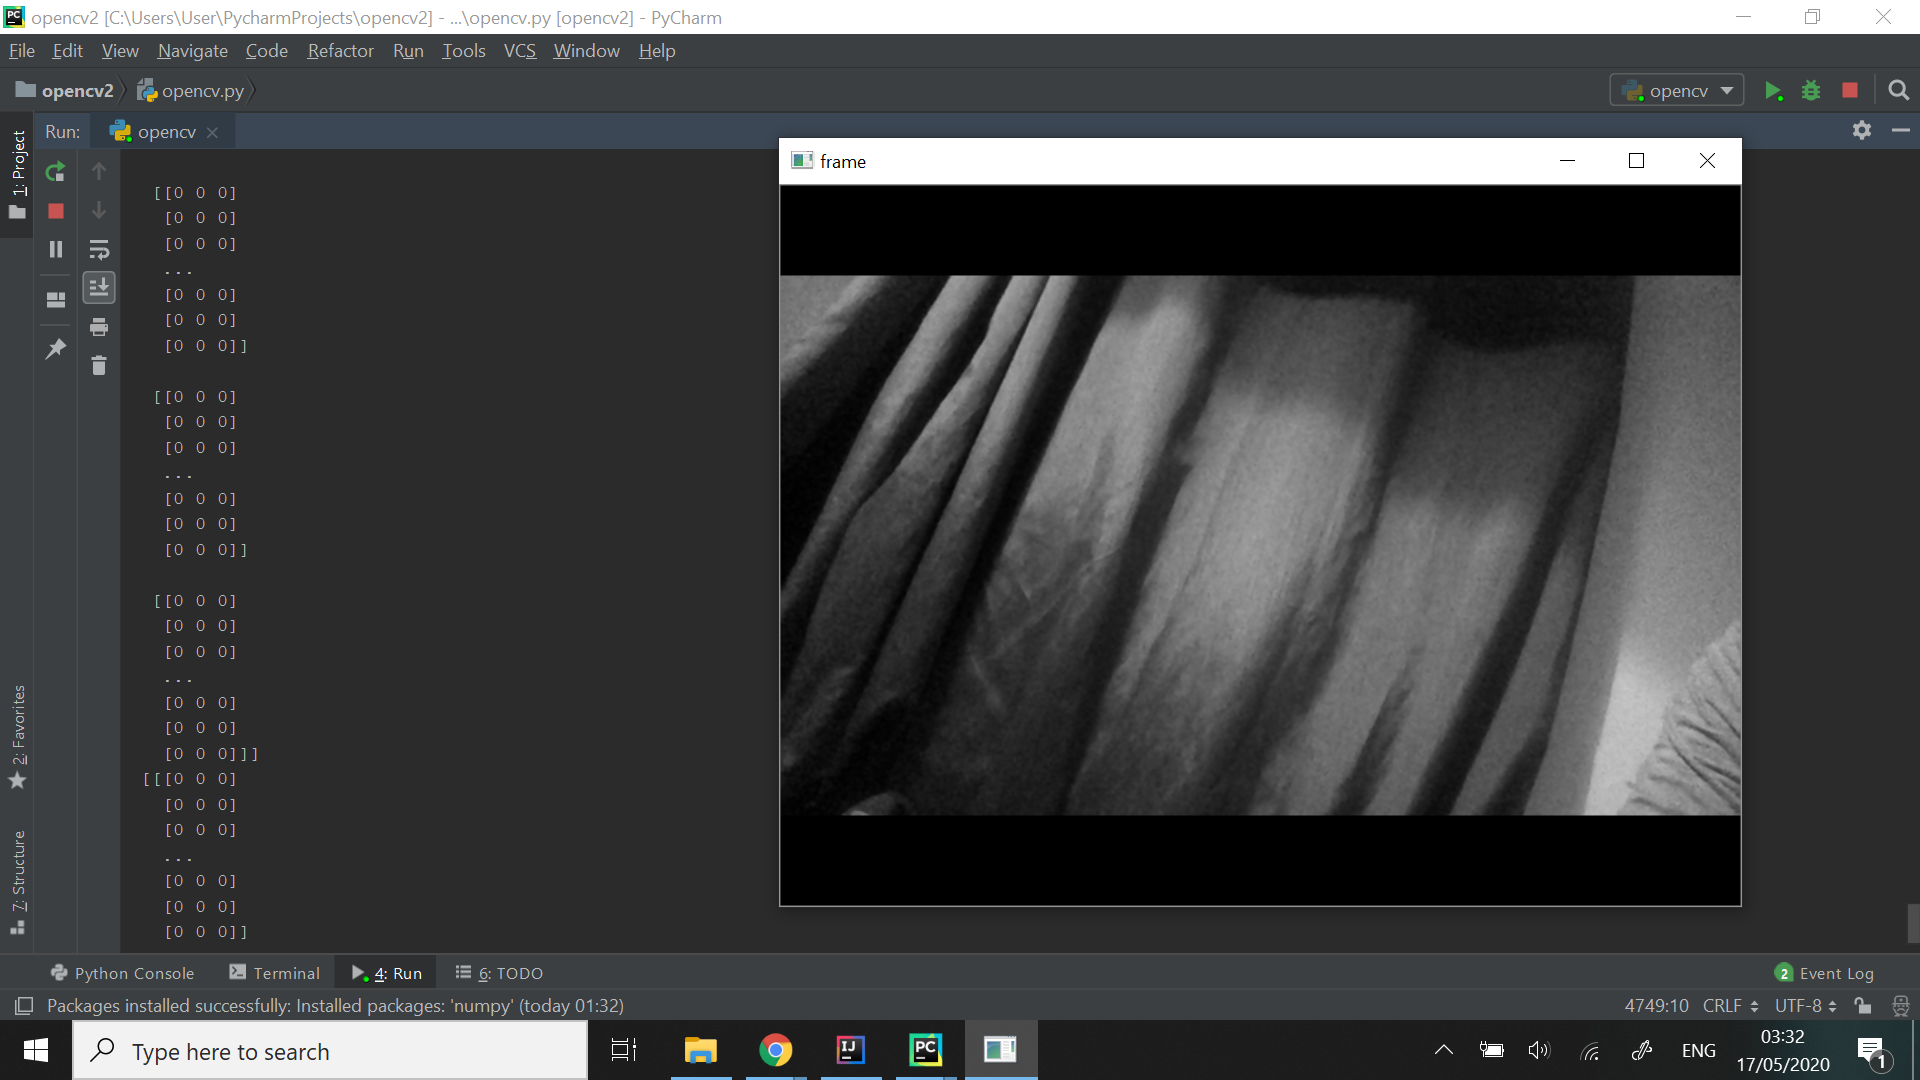 opencv2 [C:\Users\User\PycharmProjects\opencv2] - ...\opencv.py [opencv2] - PyCharm
File Edit View Navigate Code Refactor Run Tools VCS Window Help
opencv2 opencv.py opencv
Run: opencv
1: Project
frame
[[0 0 0]
[0 0 0]
[0 0 0]
...
[0 0 0]
[0 0 0]
[0 0 0]]
[[0 0 0]
[0 0 0]
[0 0 0]
...
[0 0 0]
[0 0 0]
[0 0 0]]
[[0 0 0]
[0 0 0]
[0 0 0]
...
[0 0 0]
[0 0 0]
[0 0 0]]]
[[[0 0 0]
[0 0 0]
[0 0 0]
...
[0 0 0]
[0 0 0]
[0 0 0]]
2: Favorites
7: Structure
Python Console Terminal 4: Run 6: TODO 2 Event Log
Packages installed successfully: Installed packages: 'numpy' (today 01:32) 4749:10 CRLF UTF-8
Type here to search
IJ
PC
ENG
03:32
17/05/2020
1